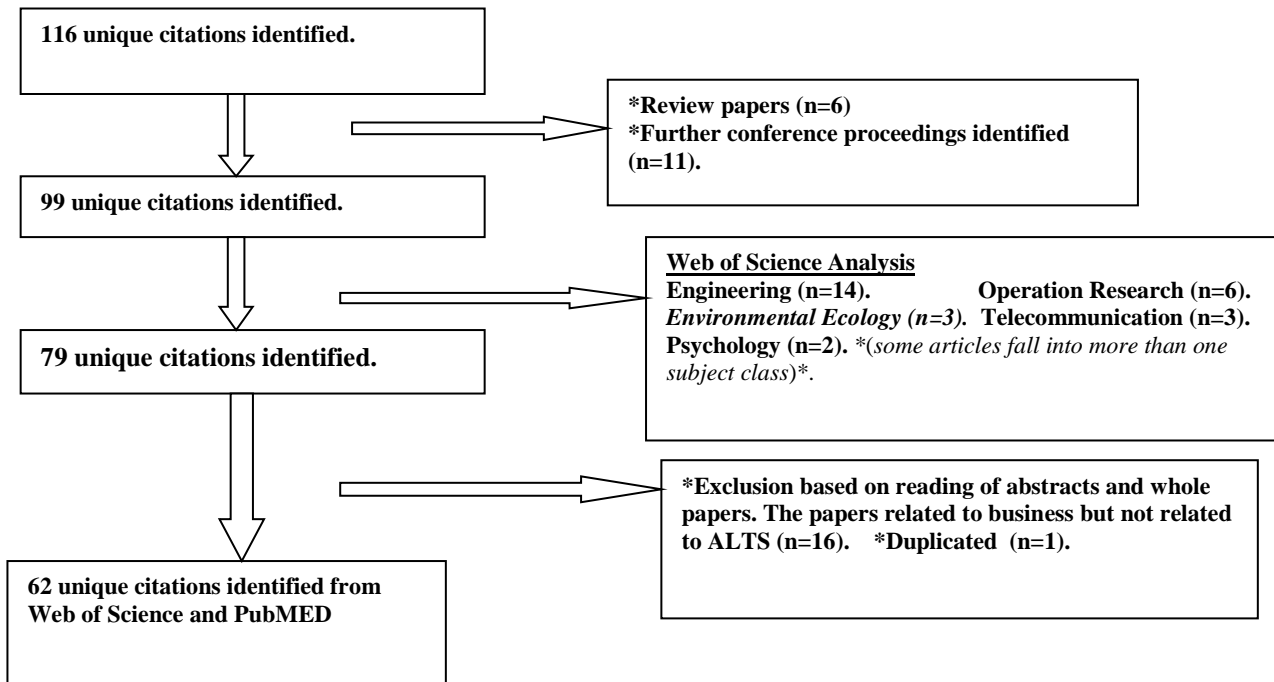 116 unique citations identified.
*Review papers (n=6)
*Further conference proceedings identified
(n=11).
99 unique citations identified.
Web of Science Analysis
Engineering (n=14). Operation Research (n=6).
Environmental Ecology (n=3). Telecommunication (n=3).
Psychology (n=2). *(some articles fall into more than one
subject class)*.
79 unique citations identified.
*Exclusion based on reading of abstracts and whole
papers. The papers related to business but not related
to ALTS (n=16). *Duplicated (n=1).
62 unique citations identified from
Web of Science and PubMED